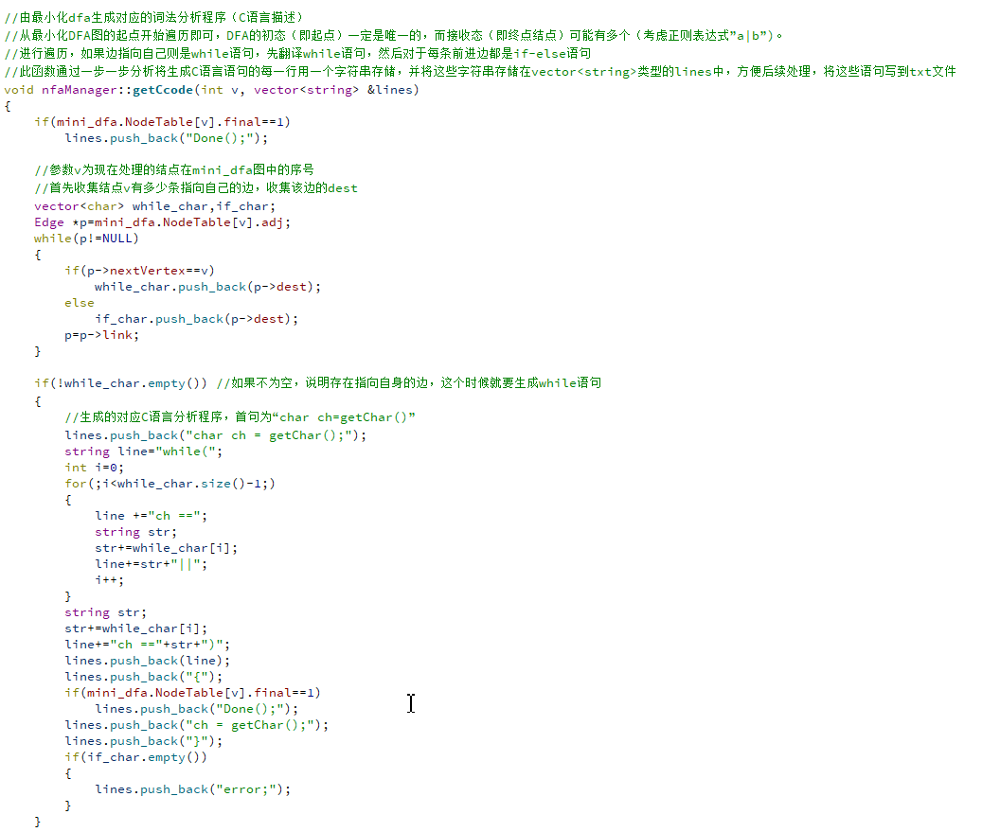 //由最小化dfa生成对应的词法分析程序（C语言描述）
//从最小化DFA图的起点开始遍历即可，DFA的初态（即起点）一定是唯一的，而接收态（即终点结点）可能有多个（考虑正则表达式”a|b”）。
//进行遍历，如果边指向自己则是while语句，先翻译while语句，然后对于每条前进边都是if-else语句
//此函数通过一步一步分析将生成C语言语句的每一行用一个字符串存储，并将这些字符串存储在vector<string>类型的lines中，方便后续处理，将这些语句写到txt文件
void nfaManager::getCcode(int v, vector<string> &lines)
{
    if(mini_dfa.NodeTable[v].final==1)
        lines.push_back("Done();");
    //参数v为现在处理的结点在mini_dfa图中的序号
    //首先收集结点v有多少条指向自己的边，收集该边的dest
    vector<char> while_char,if_char;
    Edge *p=mini_dfa.NodeTable[v].adj;
    while(p!=NULL)
    {
        if(p->nextVertex==v)
            while_char.push_back(p->dest);
        else
            if_char.push_back(p->dest);
        p=p->link;
    }
    if(!while_char.empty()) //如果不为空，说明存在指向自身的边，这个时候就要生成while语句
    {
        //生成的对应C语言分析程序，首句为“char ch=getChar()”
        lines.push_back("char ch = getChar();");
        string line="while(";
        int i=0;
        for(;i<while_char.size()-1;)
        {
            line +="ch ==";
            string str;
            str+=while_char[i];
            line+=str+"||";
            i++;
        }
        string str;
        str+=while_char[i];
        line+="ch =="+str+")";
        lines.push_back(line);
        lines.push_back("{");
        if(mini_dfa.NodeTable[v].final==1)
            lines.push_back("Done();");
        lines.push_back("ch = getChar();");
        lines.push_back("}");
        if(if_char.empty())
        {
            lines.push_back("error;");
        }
    }